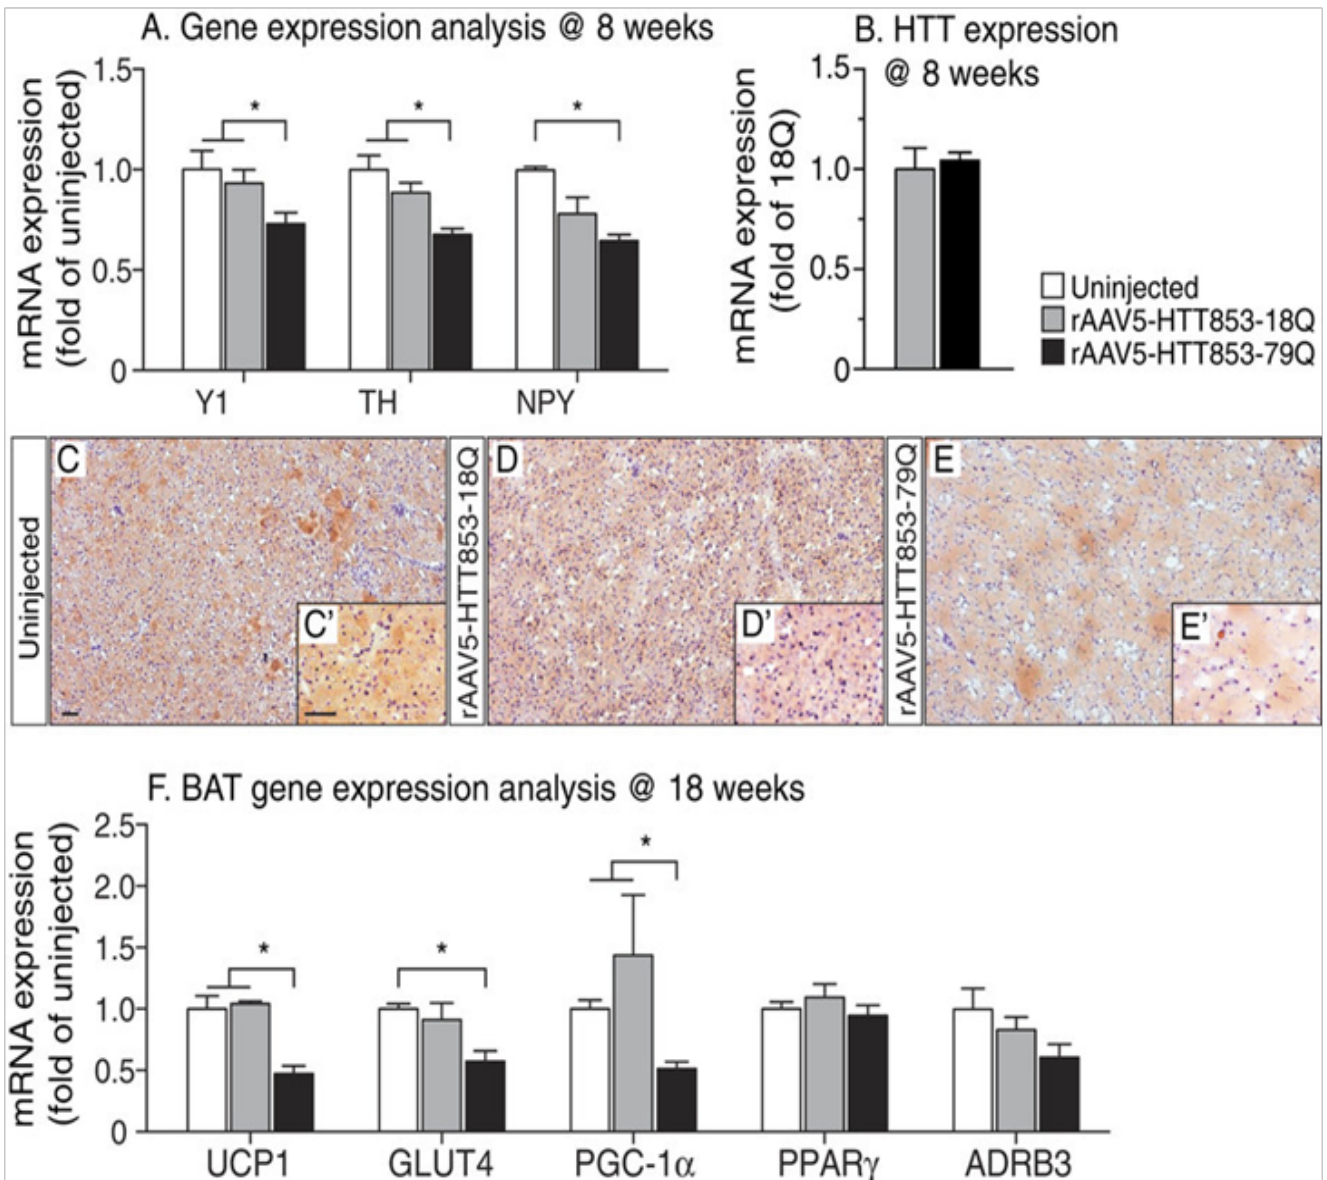 A. Gene expression analysis @ 8 weeks
mRNA expression
(fold of uninjected)
1.5
1.0
0.5
0
*
*
*
Y1
TH
NPY
B. HTT expression
@ 8 weeks
mRNA expression
(fold of 18Q)
1.5
1.0
0.5
0
Uninjected
rAAV5-HTT853-18Q
rAAV5-HTT853-79Q
Uninjected
C
C'
rAAV5-HTT853-18Q
D
D'
rAAV5-HTT853-79Q
E
E'
F. BAT gene expression analysis @ 18 weeks
mRNA expression
(fold of uninjected)
2.5
2.0
1.5
1.0
0.5
0
*
*
*
UCP1
GLUT4
PGC-1α
PPARγ
ADRB3